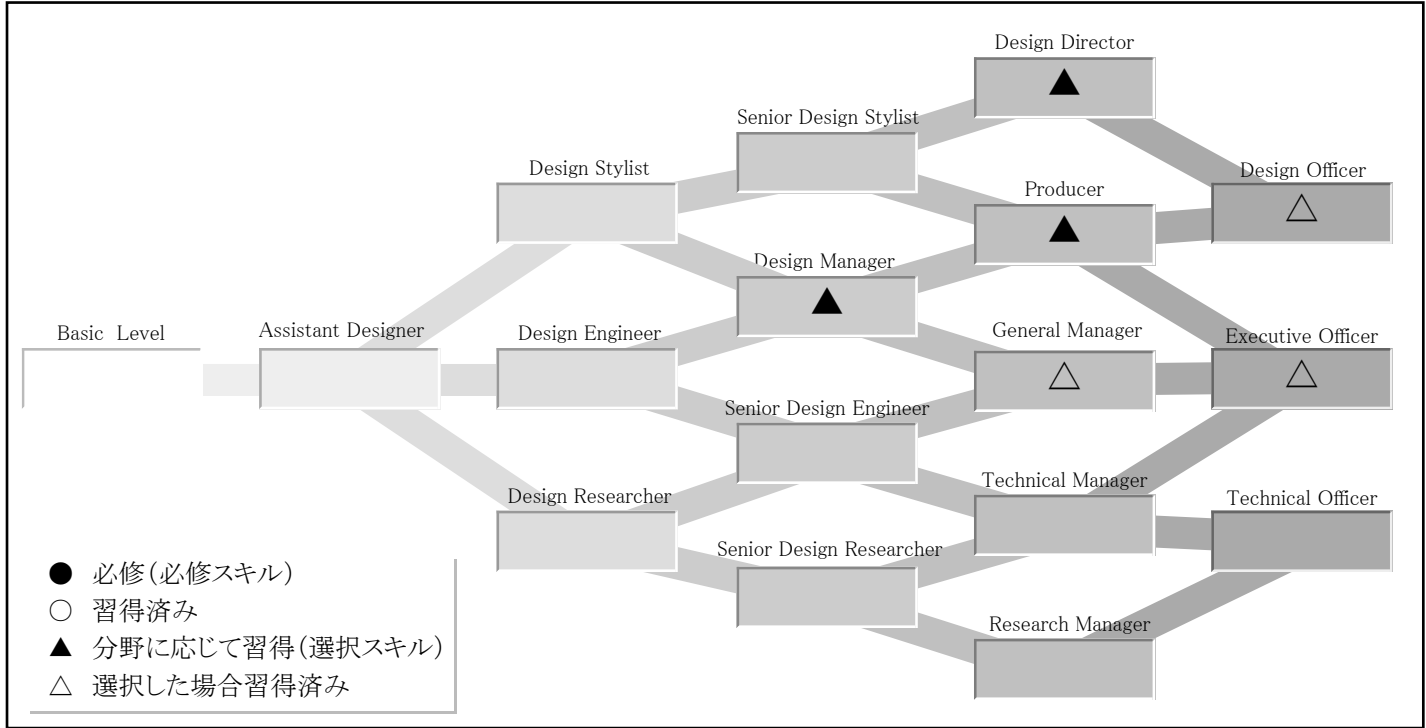 Design Director
▲
Senior Design Stylist
Design Stylist
Producer
▲
Design Officer
△
Design Manager
▲
Basic Level
Assistant Designer
Design Engineer
General Manager
△
Executive Officer
△
Senior Design Engineer
Design Researcher
Technical Manager
Technical Officer
Senior Design Researcher
Research Manager
● 必修(必修スキル)
○ 習得済み
▲ 分野に応じて習得(選択スキル)
△ 選択した場合習得済み